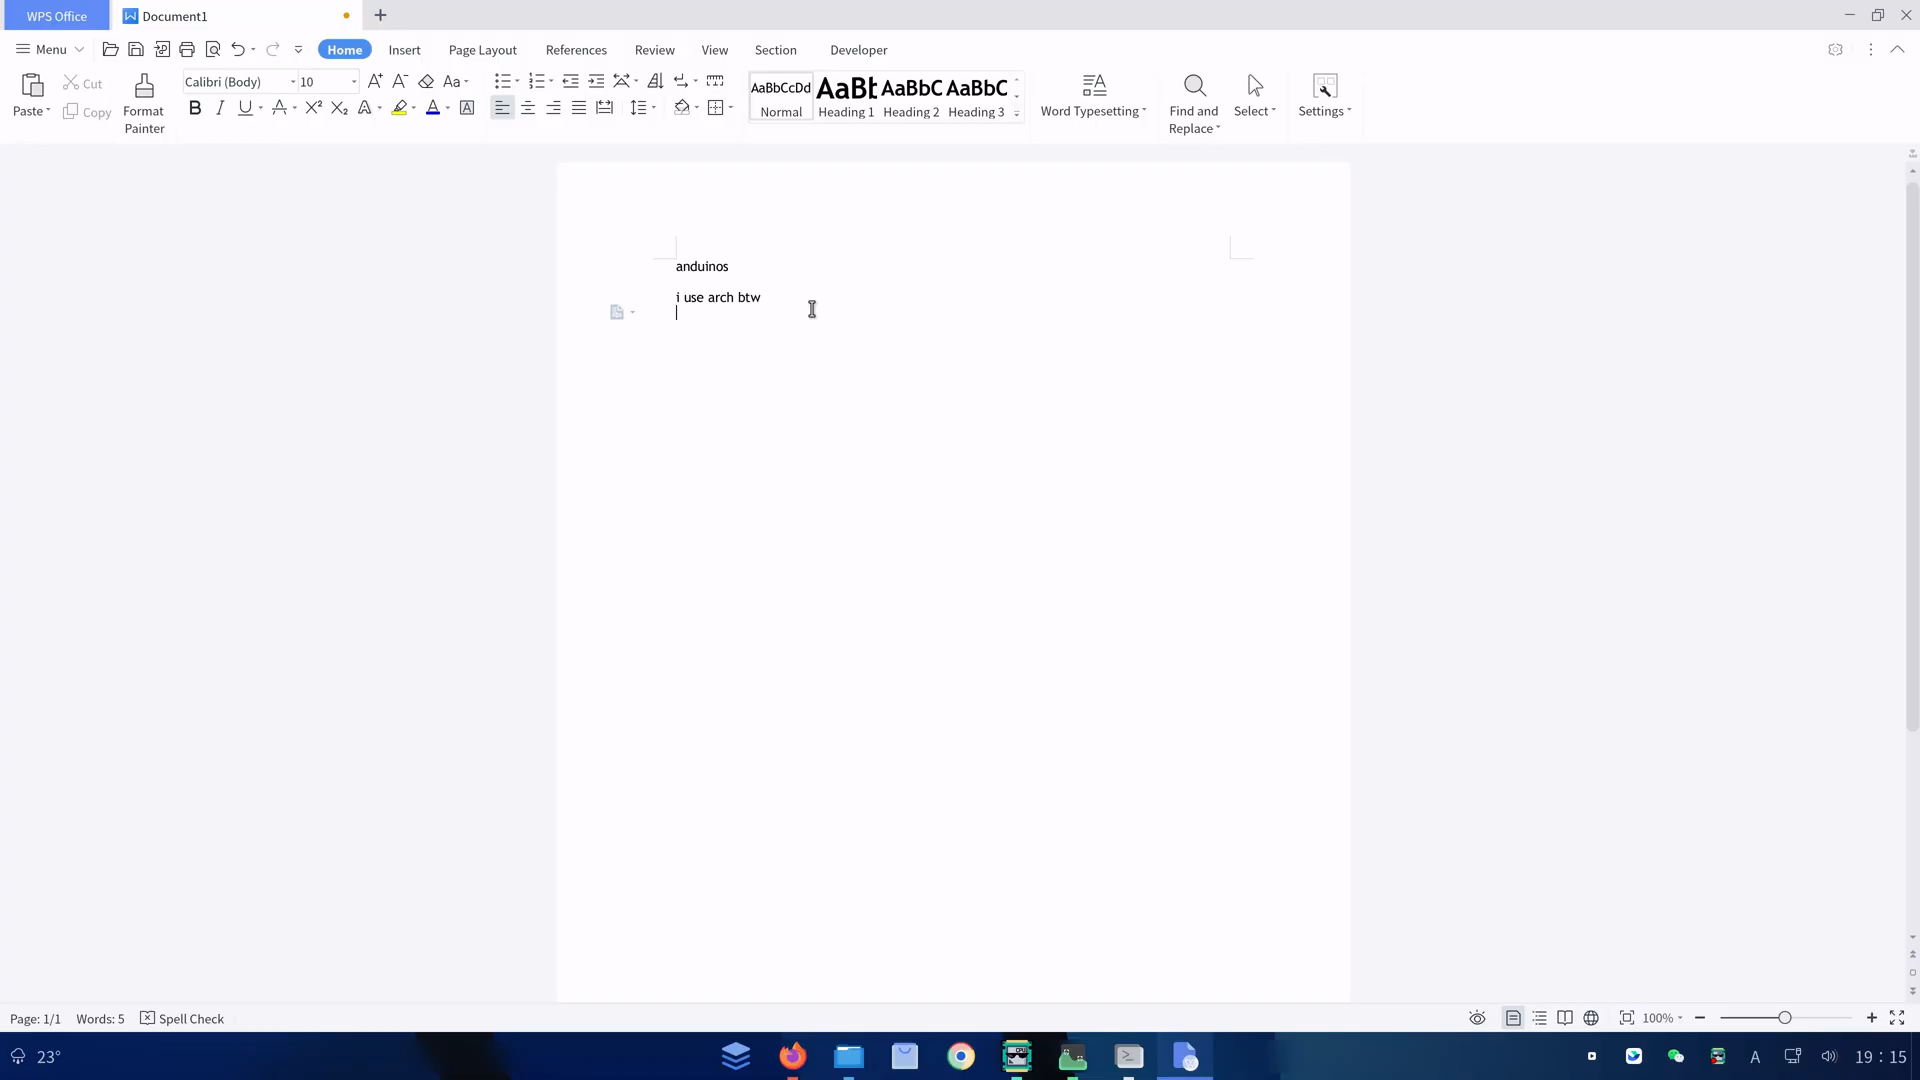 WPS Office
Document1
Menu
Home
Insert
Page Layout
References
Review
View
Section
Developer
Paste
Cut
Copy
Format
Painter
Calibri (Body)
10
AaBbCcDd
Normal
AaBb
Heading 1
AaBbC
Heading 2
AaBbC
Heading 3
Word Typesetting
Find and
Replace
Select
Settings
anduinos
i use arch btw
Page: 1/1
Words: 5
Spell Check
100%
23°
A
19:15